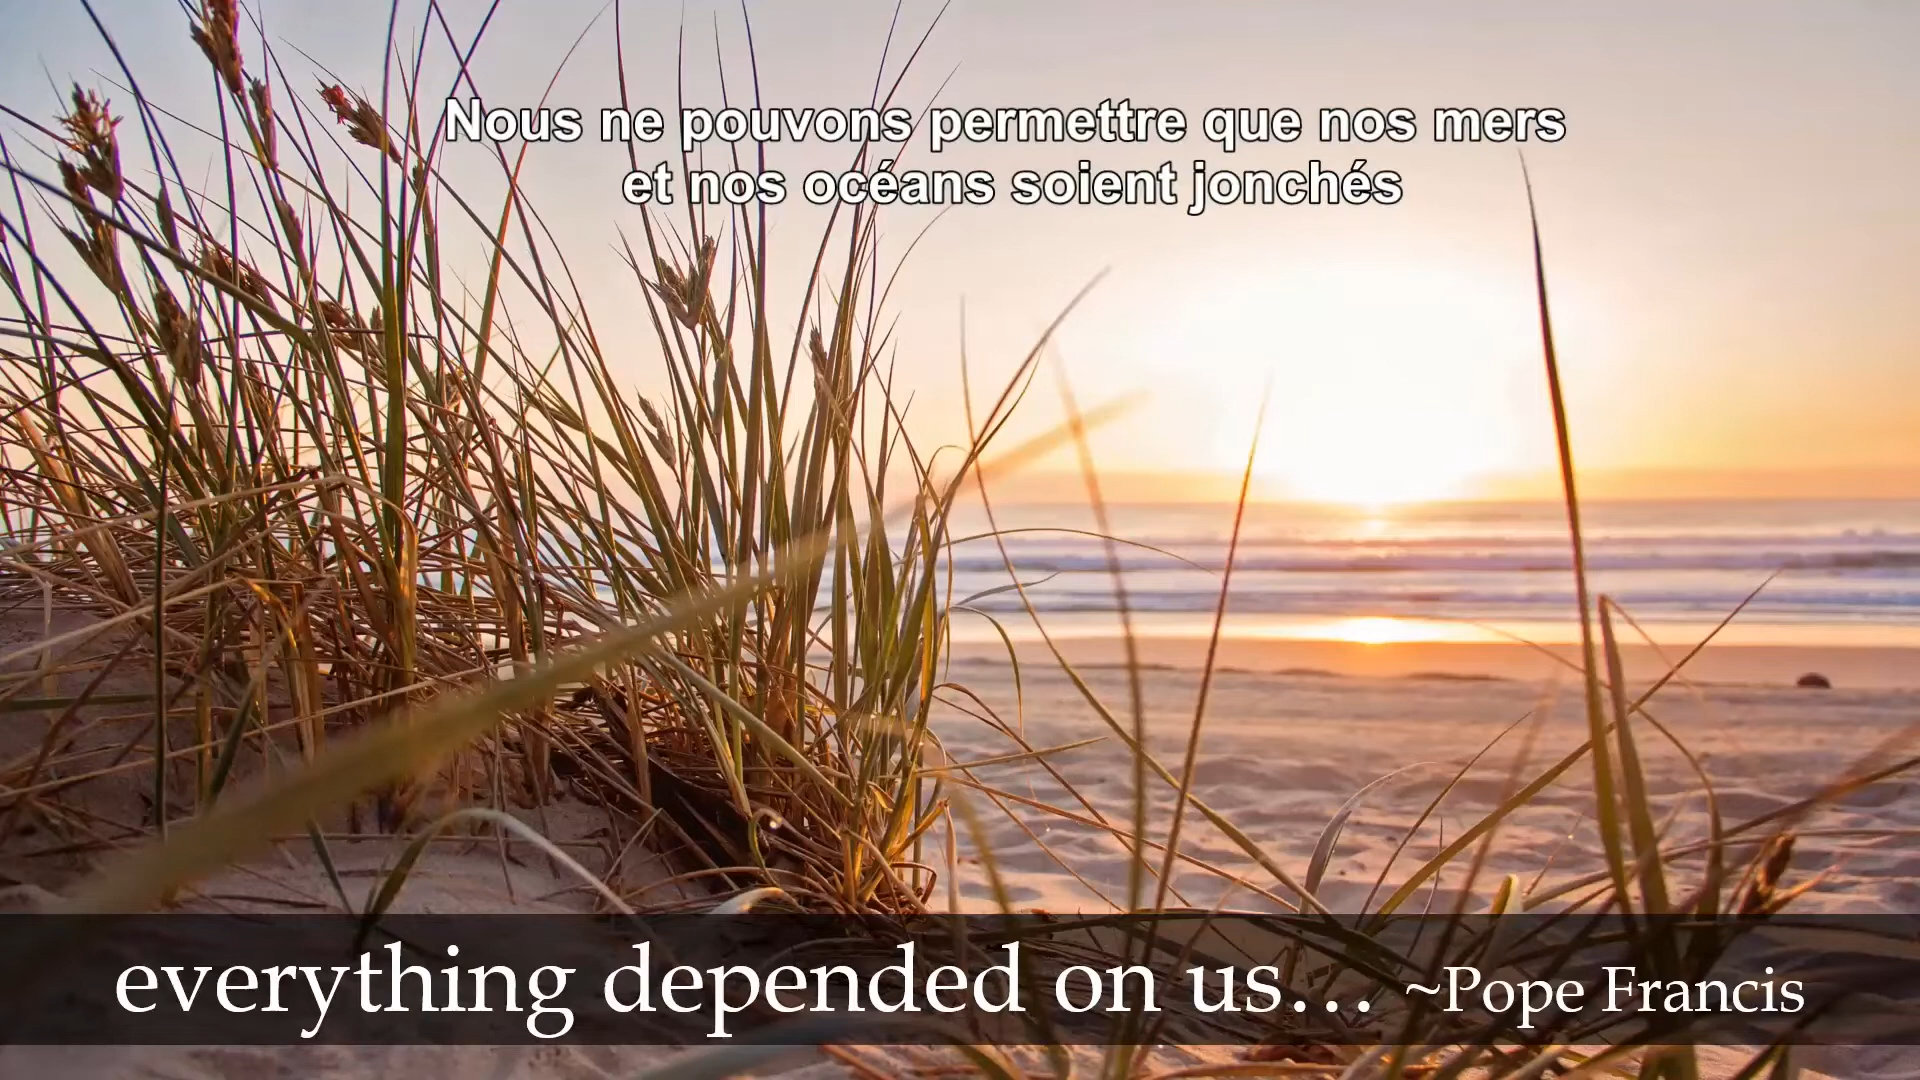 Nous ne pouvons permettre que nos mers
et nos océans soient jonchés
everything depended on us... ~Pope Francis